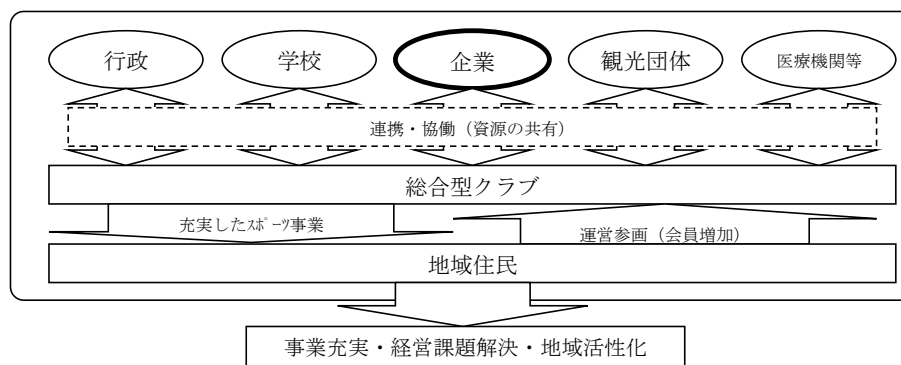 行政
学校
企業
観光団体
医療機関等
連携・協働（資源の共有）
総合型クラブ
充実したｽﾎﾟｰﾂ事業
運営参画（会員増加）
地域住民
事業充実・経営課題解決・地域活性化